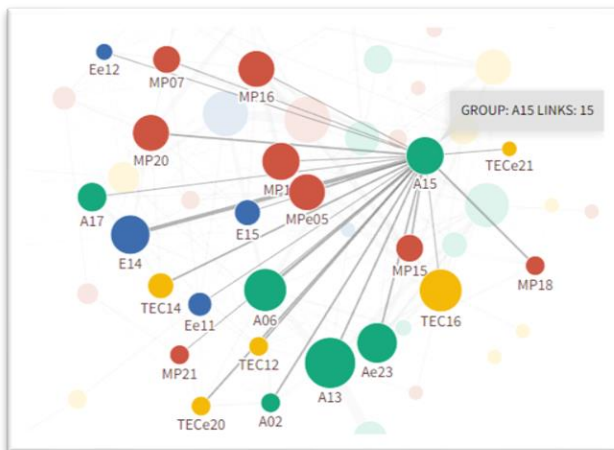 Ee12
MP07
MP16
GROUP: A15 LINKS: 15
MP20
TECe21
A15
MP1
A17
MPe05
E15
E14
MP15
MP18
TEC14
Ee11
A06
TEC16
MP21
TEC12
Ae23
A13
TECe20
A02